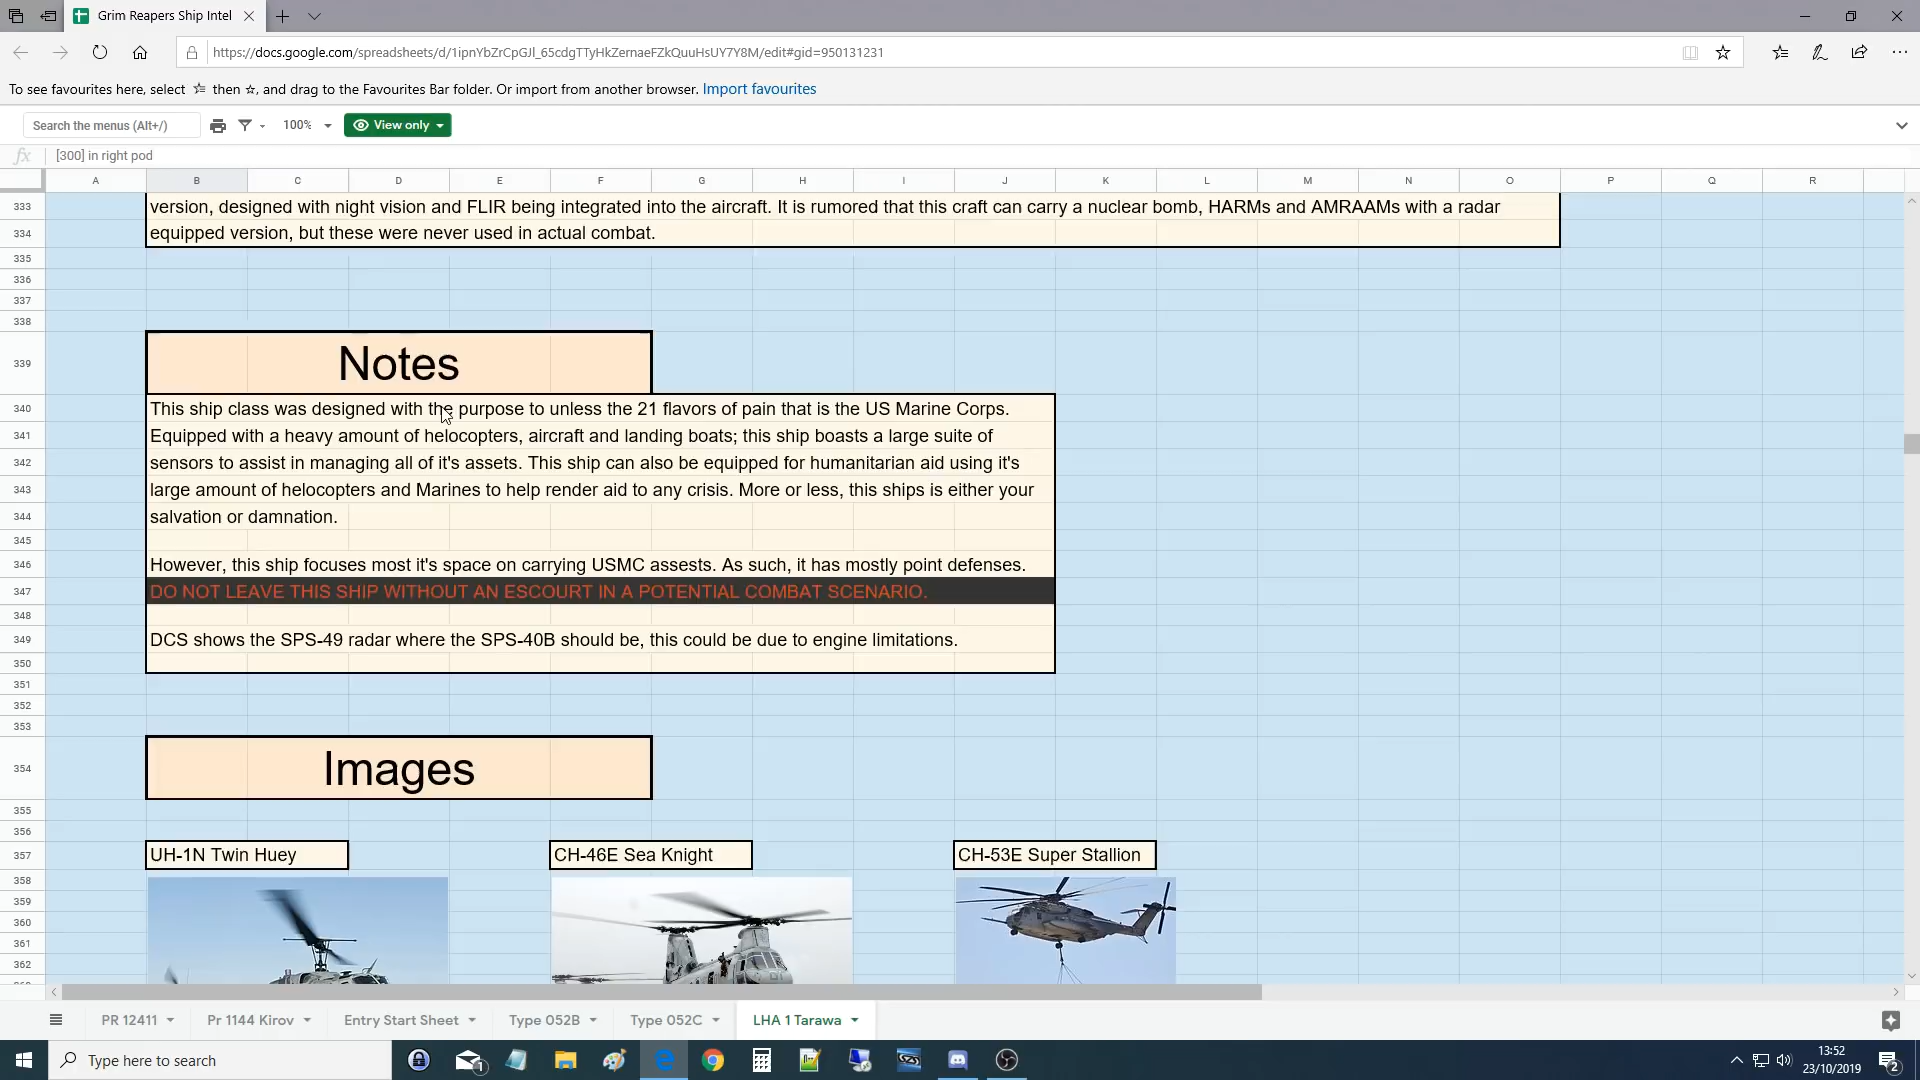 Grim Reapers Ship Intel
https://docs.google.com/spreadsheets/d/1ipnYbZrCpGJl_65cdgTTyHkZernaeFZkQuuHsUY7Y8M/edit#gid=950131231
To see favourites here, select then , and drag to the Favourites Bar folder. Or import from another browser. Import favourites
Search the menus (Alt+/) 100% View only
fx [300] in right pod
A B C D E F G H I J K L M N O P Q R
333 version, designed with night vision and FLIR being integrated into the aircraft. It is rumored that this craft can carry a nuclear bomb, HARMs and AMRAAMs with a radar
334 equipped version, but these were never used in actual combat.
335
336
337
338
339 Notes
340 This ship class was designed with the purpose to unless the 21 flavors of pain that is the US Marine Corps.
341 Equipped with a heavy amount of helocopters, aircraft and landing boats; this ship boasts a large suite of
342 sensors to assist in managing all of it's assets. This ship can also be equipped for humanitarian aid using it's
343 large amount of helocopters and Marines to help render aid to any crisis. More or less, this ships is either your
344 salvation or damnation.
345
346 However, this ship focuses most it's space on carrying USMC assests. As such, it has mostly point defenses.
347 DO NOT LEAVE THIS SHIP WITHOUT AN ESCOURT IN A POTENTIAL COMBAT SCENARIO.
348
349 DCS shows the SPS-49 radar where the SPS-40B should be, this could be due to engine limitations.
350
351
352
353
354 Images
355
356
357 UH-1N Twin Huey CH-46E Sea Knight CH-53E Super Stallion
358
359
360
361
362
PR 12411 Pr 1144 Kirov Entry Start Sheet Type 052B Type 052C LHA 1 Tarawa
Type here to search 1 13:52
23/10/2019 2